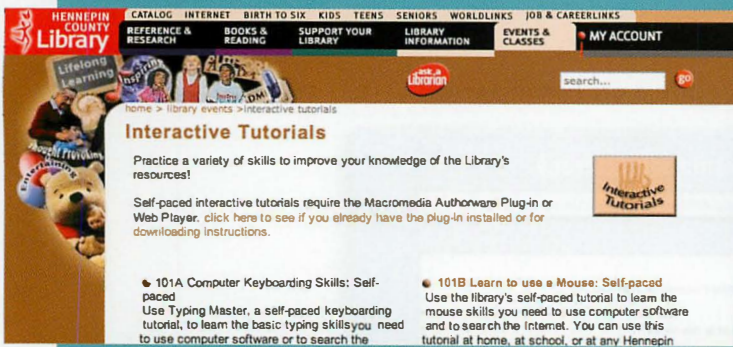 HENNEPIN
COUNTY
Library
CATALOG INTERNET BIRTH TO SIX KIDS TEENS SENIORS WORLDLINKS JOB & CAREERLINKS
REFERENCE &
RESEARCH
BOOKS &
READING
SUPPORT YOUR
LIBRARY
LIBRARY
INFORMATION
EVENTS &
CLASSES
MY ACCOUNT
Lifelong
Learning
Inspiring
Thought Provoking
Entertaining
ask a
Librarian
search...
go
home > library events >interactive tutorials
Interactive Tutorials
Practice a variety of skills to improve your knowledge of the Library's
resources!
Self-paced interactive tutorials require the Macromedia Authorware Plug-in or
Web Player. click here to see if you already have the plug-in installed or for
downloading instructions.
Interactive
Tutorials
101A Computer Keyboarding Skills: Self-
paced
Use Typing Master, a self-paced keyboarding
tutorial, to learn the basic typing skills you need
to use computer software or to search the
101B Learn to use a Mouse: Self-paced
Use the library's self-paced tutorial to learn the
mouse skills you need to use computer software
and to search the Internet. You can use this
tutorial at home, at school, or at any Hennepin